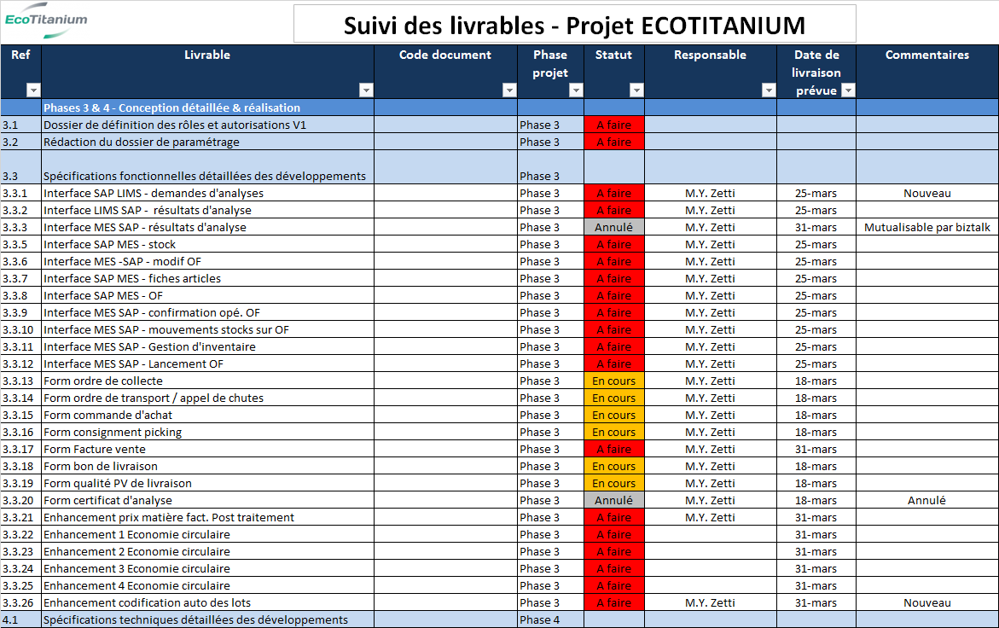 EcoTitanium
Suivi des livrables - Projet ECOTITANIUM
Ref Livrable Code document Phase projet Statut Responsable Date de livraison prévue Commentaires
Phases 3 & 4 - Conception détaillée & réalisation
3.1 Dossier de définition des rôles et autorisations V1 Phase 3 A faire
3.2 Rédaction du dossier de paramétrage Phase 3 A faire
3.3 Spécifications fonctionnelles détaillées des développements Phase 3
3.3.1 Interface SAP LIMS - demandes d'analyses Phase 3 A faire M.Y. Zetti 25-mars Nouveau
3.3.2 Interface LIMS SAP - résultats d'analyse Phase 3 A faire M.Y. Zetti 25-mars
3.3.3 Interface MES SAP - résultats d'analyse Phase 3 Annulé M.Y. Zetti 31-mars Mutualisable par biztalk
3.3.5 Interface SAP MES - stock Phase 3 A faire M.Y. Zetti 25-mars
3.3.6 Interface MES -SAP - modif OF Phase 3 A faire M.Y. Zetti 25-mars
3.3.7 Interface SAP MES - fiches articles Phase 3 A faire M.Y. Zetti 25-mars
3.3.8 Interface SAP MES - OF Phase 3 A faire M.Y. Zetti 25-mars
3.3.9 Interface MES SAP - confirmation opé. OF Phase 3 A faire M.Y. Zetti 25-mars
3.3.10 Interface MES SAP - mouvements stocks sur OF Phase 3 A faire M.Y. Zetti 25-mars
3.3.11 Interface MES SAP - Gestion d'inventaire Phase 3 A faire M.Y. Zetti 25-mars
3.3.12 Interface MES SAP - Lancement OF Phase 3 A faire M.Y. Zetti 25-mars
3.3.13 Form ordre de collecte Phase 3 En cours M.Y. Zetti 18-mars
3.3.14 Form ordre de transport / appel de chutes Phase 3 En cours M.Y. Zetti 18-mars
3.3.15 Form commande d'achat Phase 3 En cours M.Y. Zetti 18-mars
3.3.16 Form consignment picking Phase 3 En cours M.Y. Zetti 18-mars
3.3.17 Form Facture vente Phase 3 A faire M.Y. Zetti 31-mars
3.3.18 Form bon de livraison Phase 3 En cours M.Y. Zetti 18-mars
3.3.19 Form qualité PV de livraison Phase 3 En cours M.Y. Zetti 18-mars
3.3.20 Form certificat d'analyse Phase 3 Annulé M.Y. Zetti 18-mars Annulé
3.3.21 Enhancement prix matière fact. Post traitement Phase 3 A faire M.Y. Zetti 31-mars
3.3.22 Enhancement 1 Economie circulaire Phase 3 A faire 31-mars
3.3.23 Enhancement 2 Economie circulaire Phase 3 A faire 31-mars
3.3.24 Enhancement 3 Economie circulaire Phase 3 A faire 31-mars
3.3.25 Enhancement 4 Economie circulaire Phase 3 A faire 31-mars
3.3.26 Enhancement codification auto des lots Phase 3 A faire M.Y. Zetti 31-mars Nouveau
4.1 Spécifications techniques détaillées des développements Phase 4